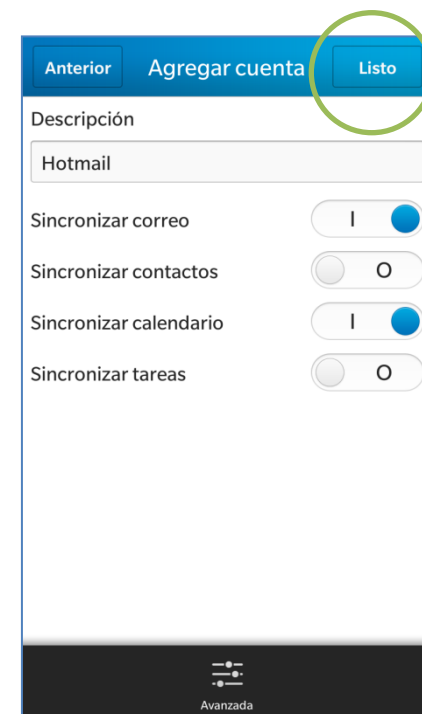 Anterior Agregar cuenta Listo
Descripción
Hotmail
Sincronizar correo I
Sincronizar contactos O
Sincronizar calendario I
Sincronizar tareas O
Avanzada